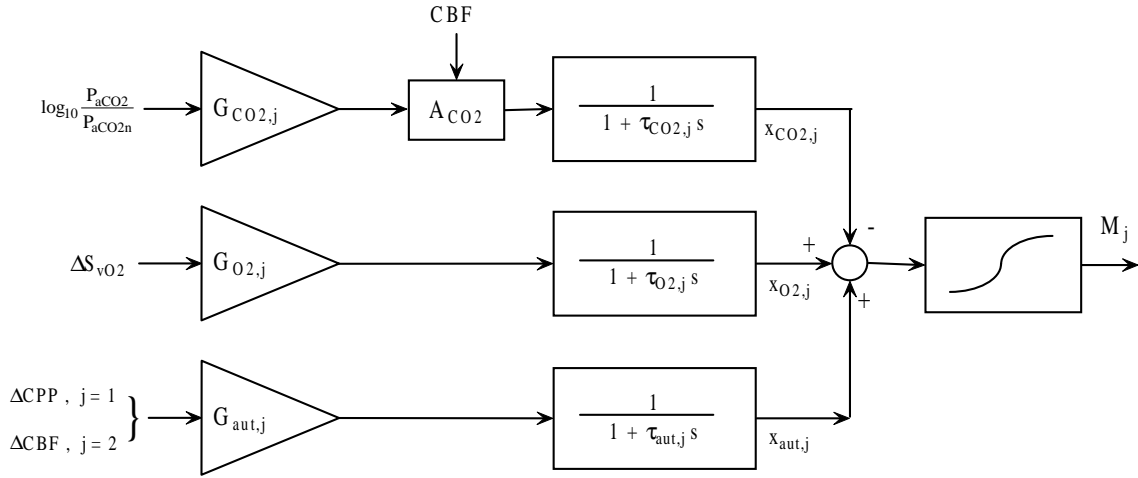 CBF
log10 PaCO2
PaCO2n
GCO2,j
ACO2
1
1 + τCO2,j s
xCO2,j
-
Mj
ΔSvO2
GO2,j
1
1 + τO2,j s
+
xO2,j
+
ΔCPP , j = 1
ΔCBF , j = 2
}
Gaut,j
1
1 + τaut,j s
xaut,j